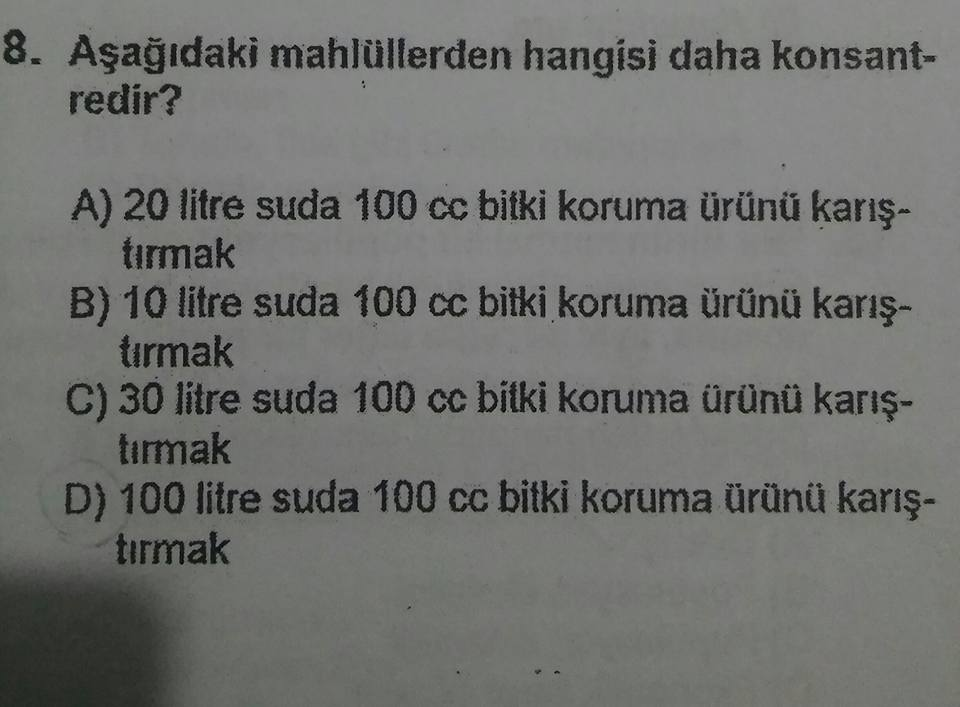 8. Aşağıdaki mahlüllerden hangisi daha konsant-
redir?
A) 20 litre suda 100 cc bitki koruma ürünü karış-
tırmak
B) 10 litre suda 100 cc bitki koruma ürünü karış-
tırmak
C) 30 litre suda 100 cc bitki koruma ürünü karış-
tırmak
D) 100 litre suda 100 cc bitki koruma ürünü karış-
tırmak